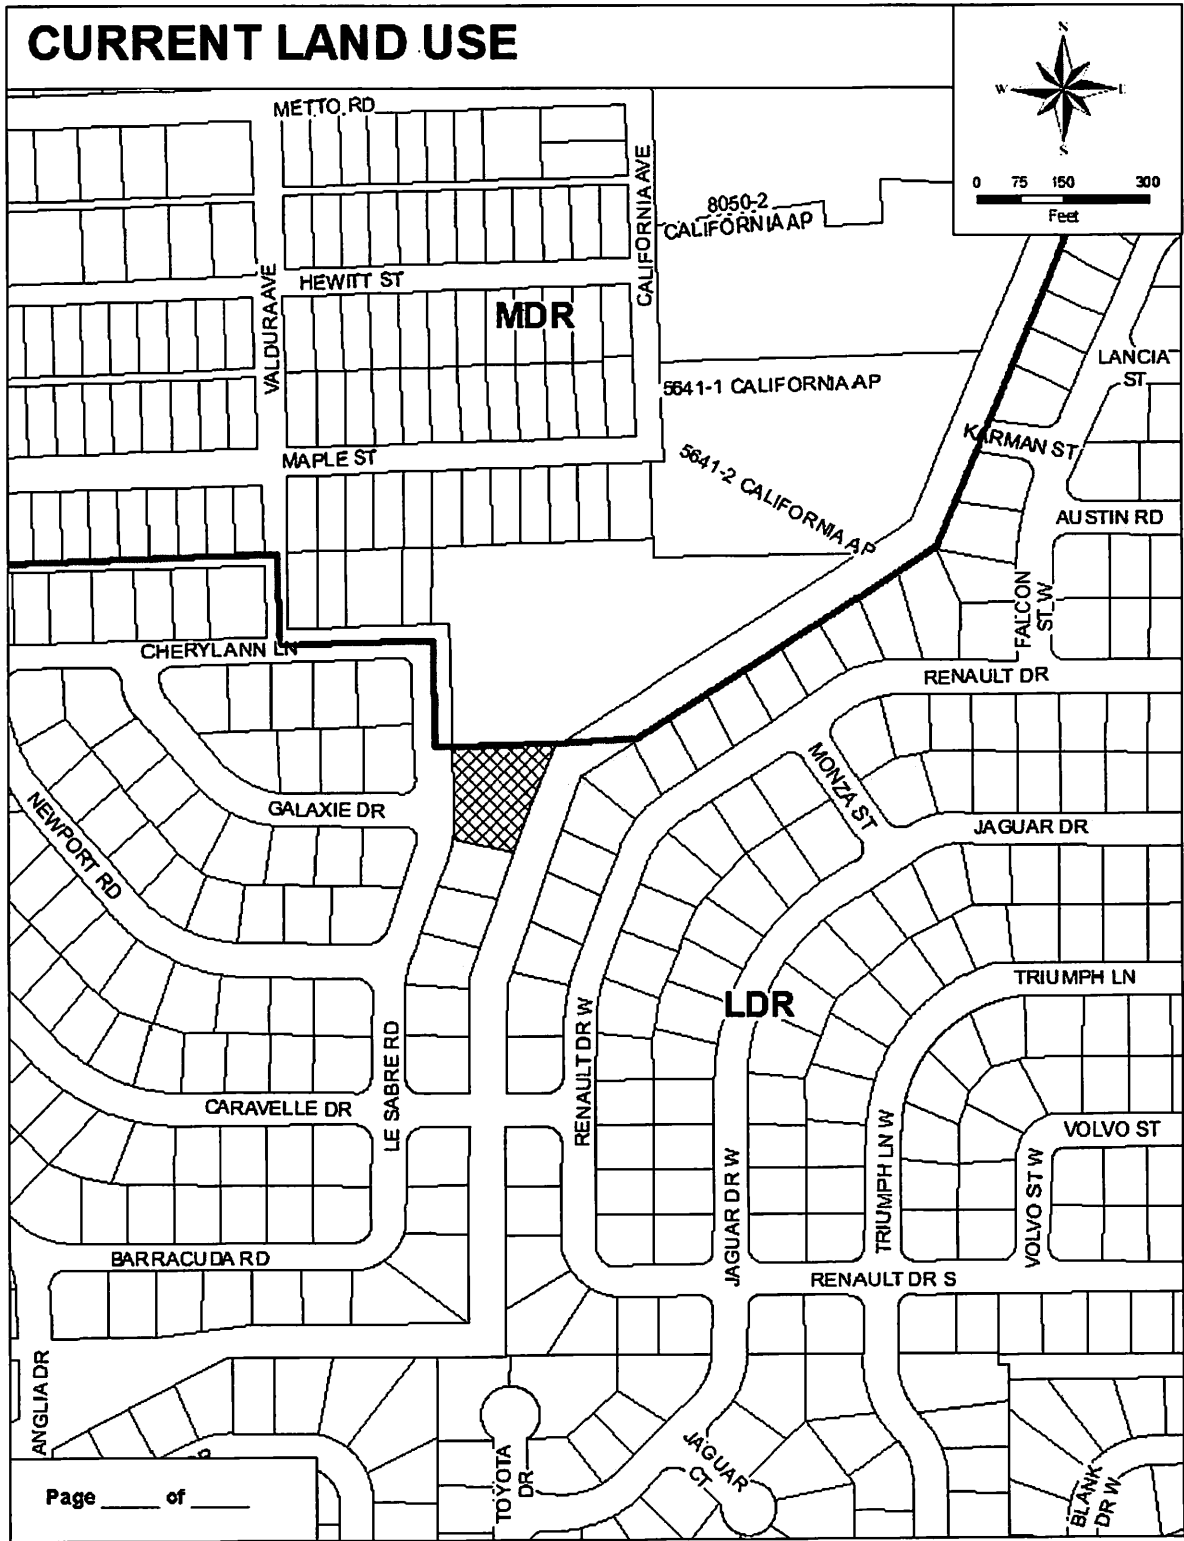 CURRENT LAND USE
N
W E
S
0 75 150 300
Feet
METTO RD
CALIFORNIA AVE
8050-2
CALIFORNIA AP
VALDURA AVE
HEWITT ST
MDR
LANCIA
ST
5641-1 CALIFORNIA AP
KARMAN ST
MAPLE ST
5641-2 CALIFORNIA AP
AUSTIN RD
FALCON
ST W
CHERYLANN LN
RENAULT DR
MONZA ST
NEWPORT RD
GALAXIE DR
JAGUAR DR
TRIUMPH LN
LDR
LE SABRE RD
RENAULT DR W
CARAVELLE DR
VOLVO ST
JAGUAR DR W
TRIUMPH LN W
VOLVO ST W
BARRACUDA RD
RENAULT DR S
ANGLIA DR
TOYOTA
DR
JAGUAR
CT
BLANK
DR W
Page _____ of _____